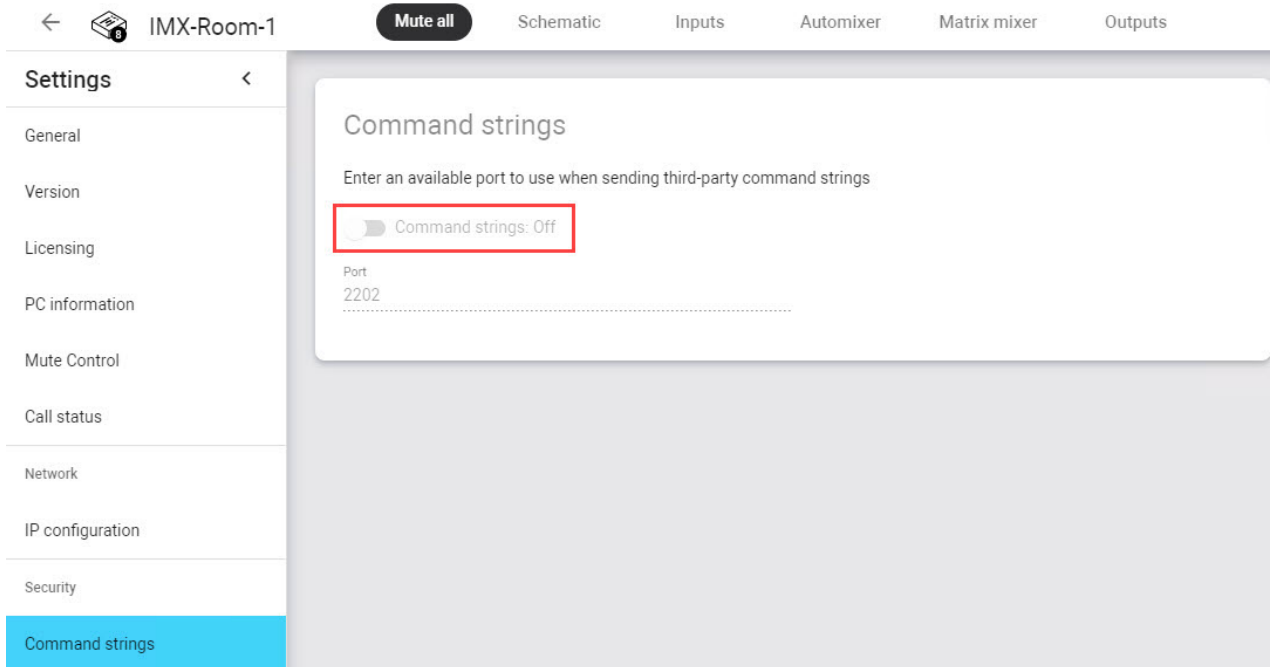 IMX-Room-1
Mute all
Schematic
Inputs
Automixer
Matrix mixer
Outputs
Settings
General
Version
Licensing
PC information
Mute Control
Call status
Network
IP configuration
Security
Command strings
Command strings
Enter an available port to use when sending third-party command strings
Command strings: Off
Port
2202
8